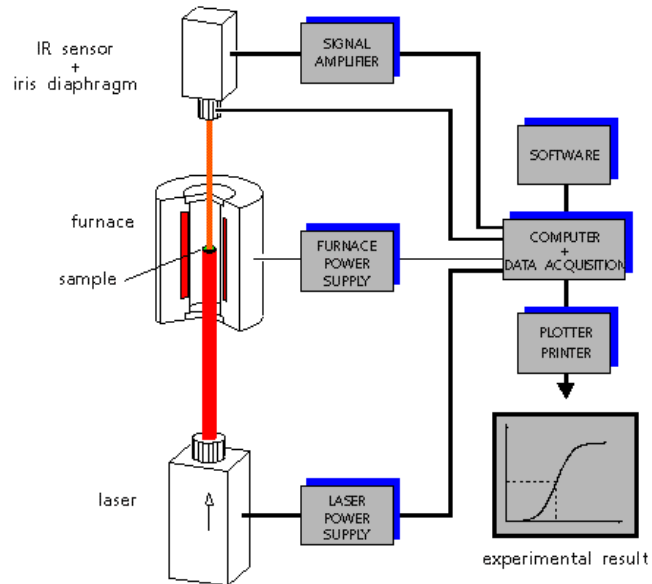 IR sensor
+
iris diaphragm
SIGNAL
AMPLIFIER
SOFTWARE
furnace
sample
FURNACE
POWER
SUPPLY
COMPUTER
+
DATA ACQUISITION
PLOTTER
PRINTER
laser
LASER
POWER
SUPPLY
experimental result